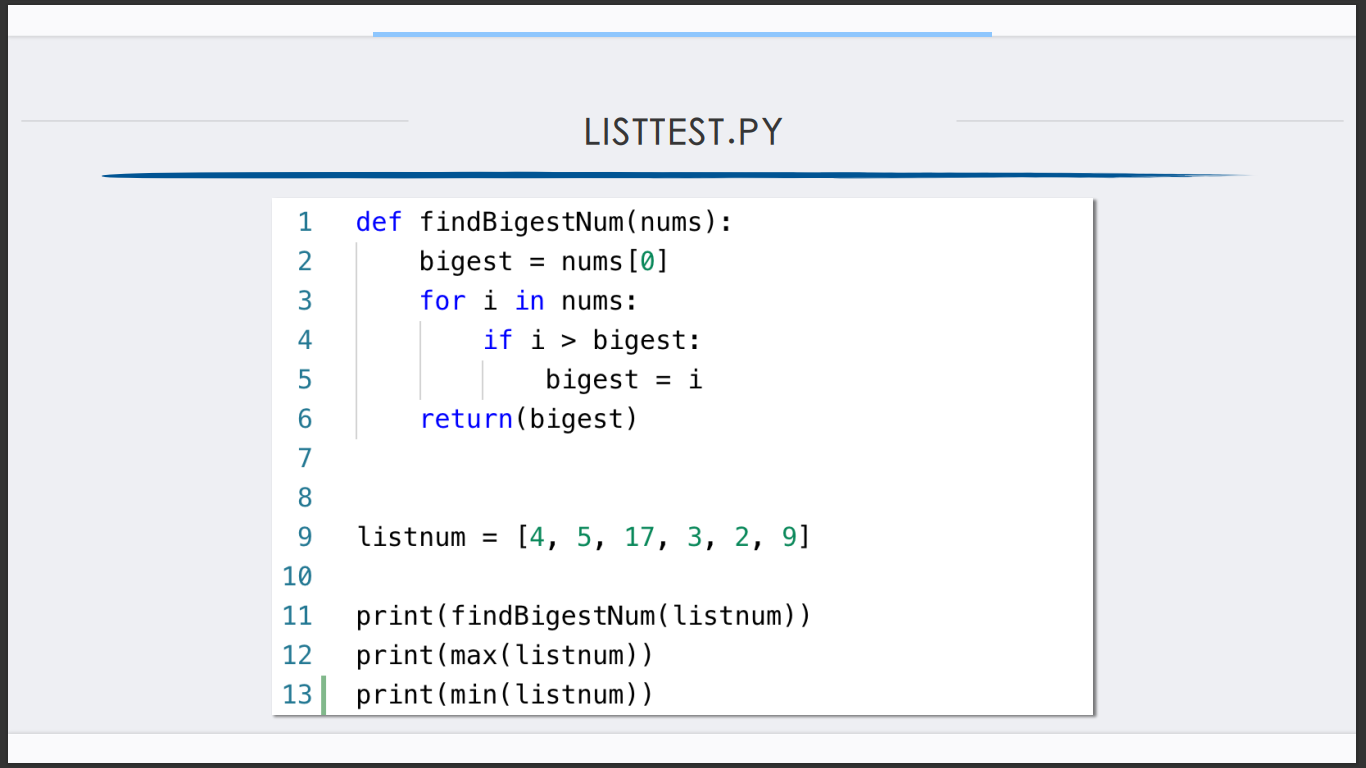 LISTTEST.PY
1 def findBigestNum(nums):
2     bigest = nums[0]
3     for i in nums:
4         if i > bigest:
5             bigest = i
6     return(bigest)
7
8
9 listnum = [4, 5, 17, 3, 2, 9]
10
11 print(findBigestNum(listnum))
12 print(max(listnum))
13 print(min(listnum))